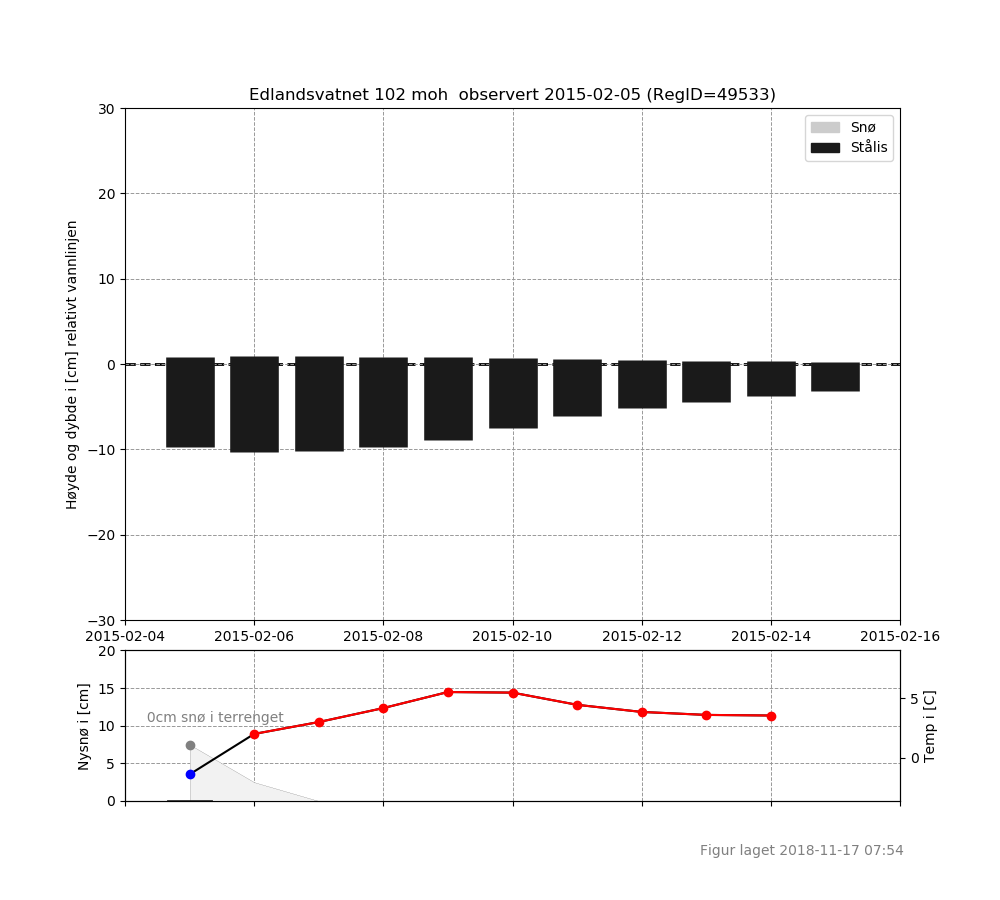 Edlandsvatnet 102 moh  observert 2015-02-05 (RegID=49533)
Snø
Stålis
Høyde og dybde i [cm] relativt vannlinjen
30
20
10
0
−10
−20
−30
2015-02-04 2015-02-06 2015-02-08 2015-02-10 2015-02-12 2015-02-14 2015-02-16
Nysnø i [cm]
20
15
10
5
0
0cm snø i terrenget
5
0
Temp i [C]
Figur laget 2018-11-17 07:54